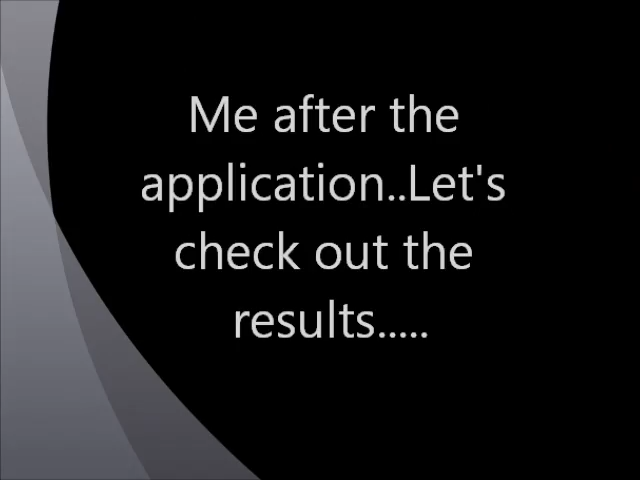 Me after the
application..Let's
check out the
results.....